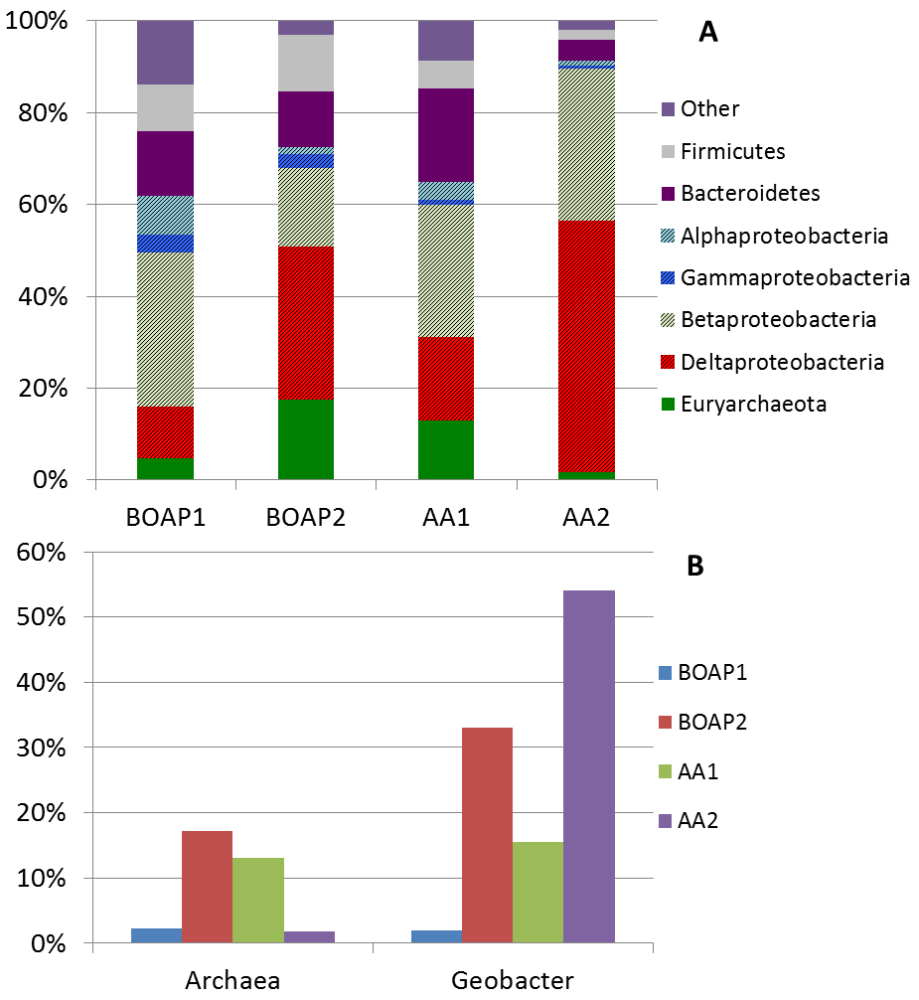 100%
80%
60%
40%
20%
0%
BOAP1 BOAP2 AA1 AA2
A
Other
Firmicutes
Bacteroidetes
Alphaproteobacteria
Gammaproteobacteria
Betaproteobacteria
Deltaproteobacteria
Euryarchaeota
60%
50%
40%
30%
20%
10%
0%
Archaea Geobacter
B
BOAP1
BOAP2
AA1
AA2